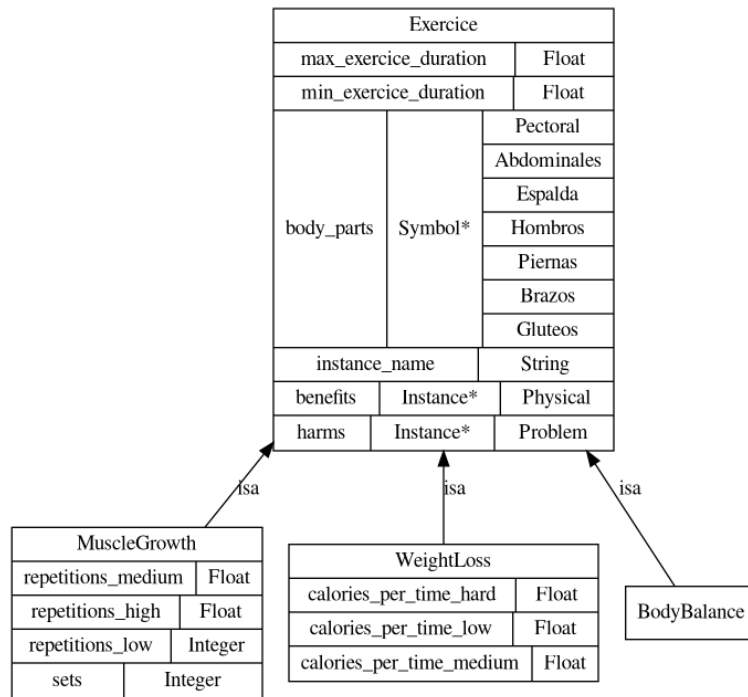 Exercice
max_exercice_duration Float
min_exercice_duration Float
body_parts Symbol* Pectoral
Abdominales
Espalda
Hombros
Piernas
Brazos
Gluteos
instance_name String
benefits Instance* Physical
harms Instance* Problem
isa isa isa
MuscleGrowth
repetitions_medium Float
repetitions_high Float
repetitions_low Integer
sets Integer
WeightLoss
calories_per_time_hard Float
calories_per_time_low Float
calories_per_time_medium Float
BodyBalance